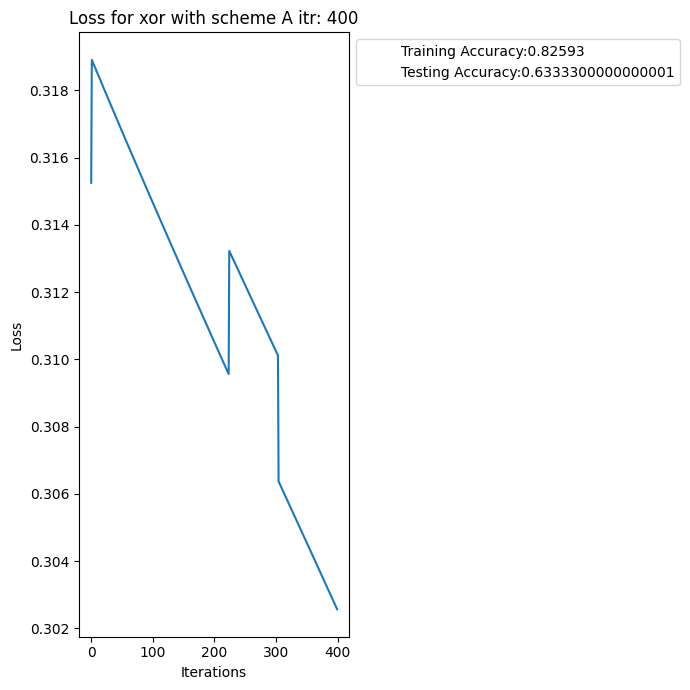 Loss for xor with scheme A itr: 400
Training Accuracy:0.82593
Testing Accuracy:0.6333300000000001
0.318
0.316
0.314
0.312
0.310
0.308
0.306
0.304
0.302
Loss
0 100 200 300 400
Iterations